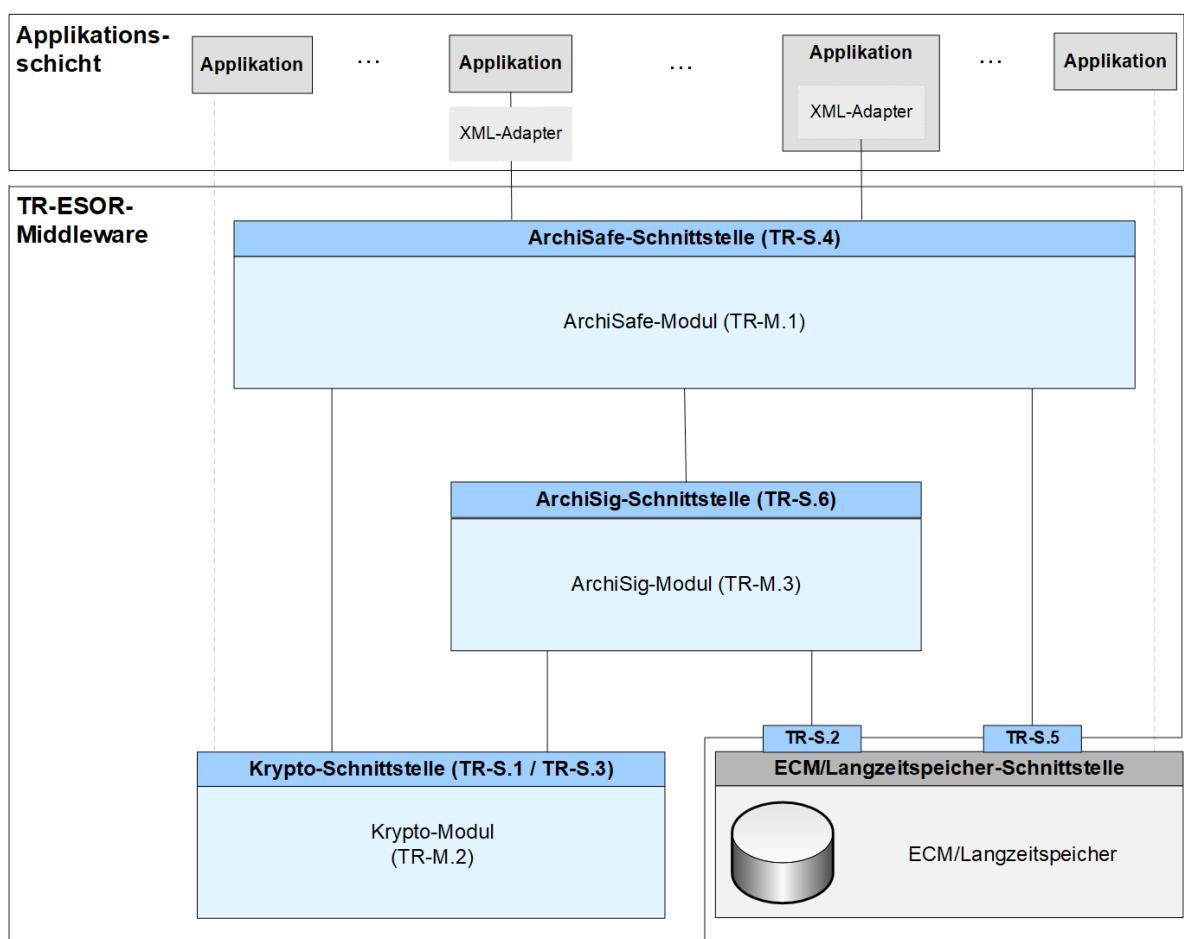 Applikations-
schicht
Applikation
...
Applikation
...
Applikation
...
Applikation
XML-Adapter
XML-Adapter
TR-ESOR-
Middleware
ArchiSafe-Schnittstelle (TR-S.4)
ArchiSafe-Modul (TR-M.1)
ArchiSig-Schnittstelle (TR-S.6)
ArchiSig-Modul (TR-M.3)
TR-S.2
TR-S.5
Krypto-Schnittstelle (TR-S.1 / TR-S.3)
ECM/Langzeitspeicher-Schnittstelle
Krypto-Modul
(TR-M.2)
ECM/Langzeitspeicher